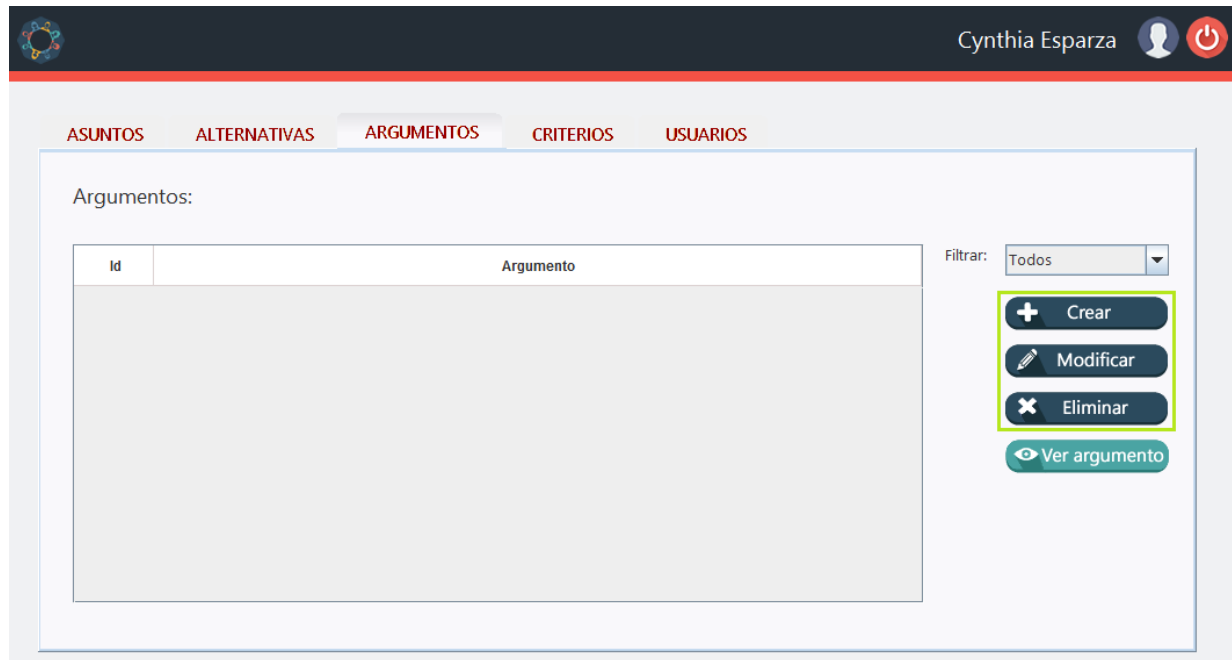 Cynthia Esparza
ASUNTOS ALTERNATIVAS ARGUMENTOS CRITERIOS USUARIOS
Argumentos:
Id Argumento
Filtrar: Todos
Crear
Modificar
Eliminar
Ver argumento